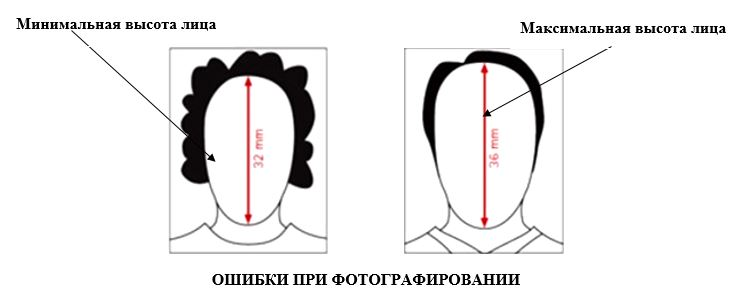 Минимальная высота лица
Максимальная высота лица
32 mm
36 mm
ОШИБКИ ПРИ ФОТОГРАФИРОВАНИИ